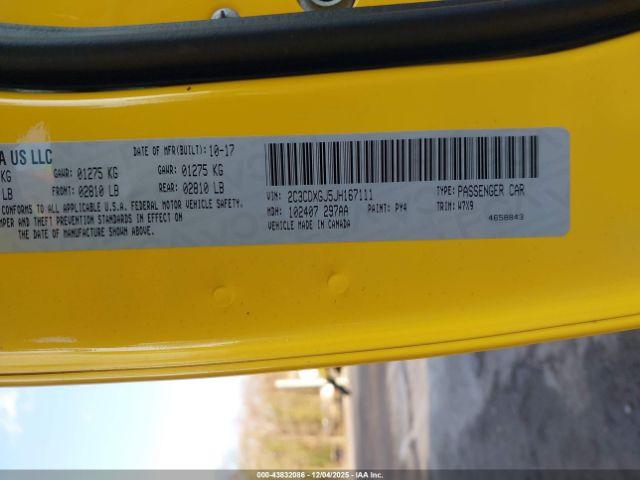 A US LLC
DATE OF MFR(BUILT): 10-17
KG GAWR: 01275 KG GAWR: 01275 KG
LB FRONT: 02810 LB REAR: 02810 LB
CONFORMS TO ALL APPLICABLE U.S.A. FEDERAL MOTOR VEHICLE SAFETY,
MPER AND THEFT PREVENTION STANDARDS IN EFFECT ON
THE DATE OF MANUFACTURE SHOWN ABOVE.
VIN: 2C3CDXGJ5JH167111 TYPE: PASSENGER CAR
MDH: 102407 297AA PAINT: PY4 TRIM: W7X9
VEHICLE MADE IN CANADA 4658843
000-43832086 - 12/04/2025 - IAAI.COM